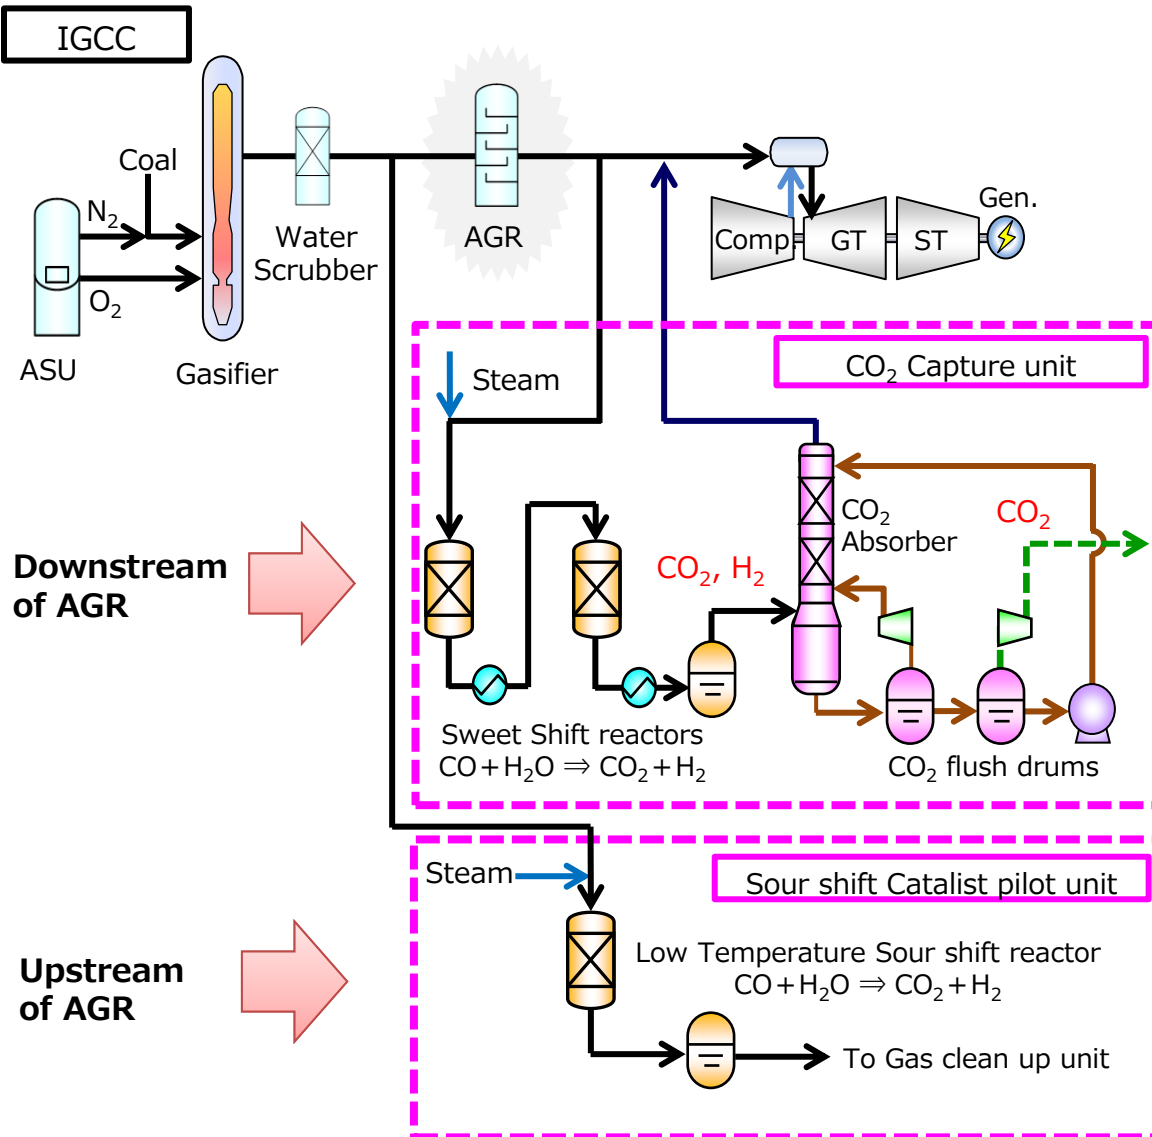 IGCC
Coal
N₂
O₂
ASU
Gasifier
Water
Scrubber
AGR
Comp.
GT
ST
Gen.
CO₂ Capture unit
Steam
Downstream
of AGR
CO₂, H₂
CO₂
Absorber
CO₂
Sweet Shift reactors
CO+H₂O ⇒ CO₂+H₂
CO₂ flush drums
Sour shift Catalist pilot unit
Steam
Upstream
of AGR
Low Temperature Sour shift reactor
CO+H₂O ⇒ CO₂+H₂
To Gas clean up unit